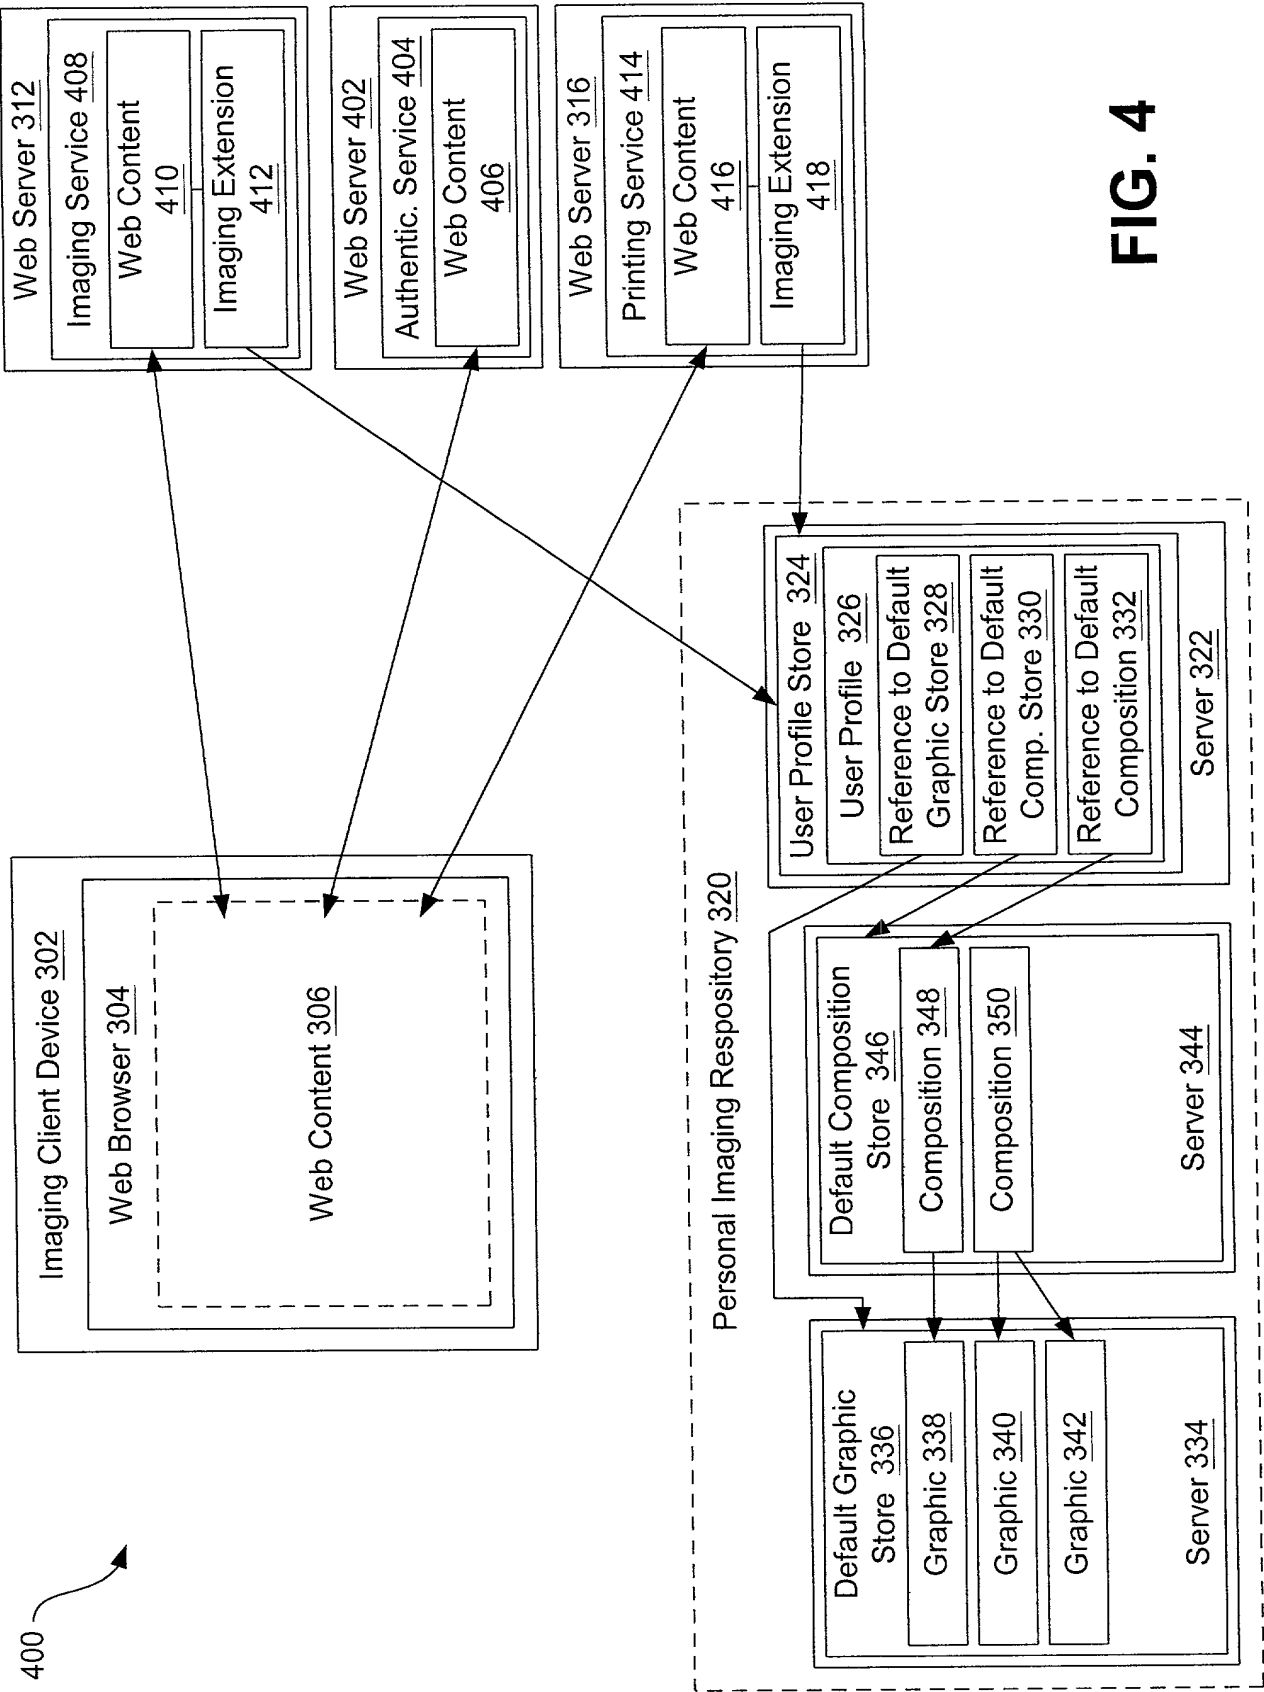 400
Imaging Client Device 302
Web Browser 304
Web Content 306
Web Server 312
Imaging Service 408
Web Content
410
Imaging Extension
412
Web Server 402
Authentic. Service 404
Web Content
406
Web Server 316
Printing Service 414
Web Content
416
Imaging Extension
418
Personal Imaging Respository 320
Default Graphic
Store 336
Graphic 338
Graphic 340
Graphic 342
Server 334
Default Composition
Store 346
Composition 348
Composition 350
Server 344
User Profile Store 324
User Profile 326
Reference to Default
Graphic Store 328
Reference to Default
Comp. Store 330
Reference to Default
Composition 332
Server 322
FIG. 4